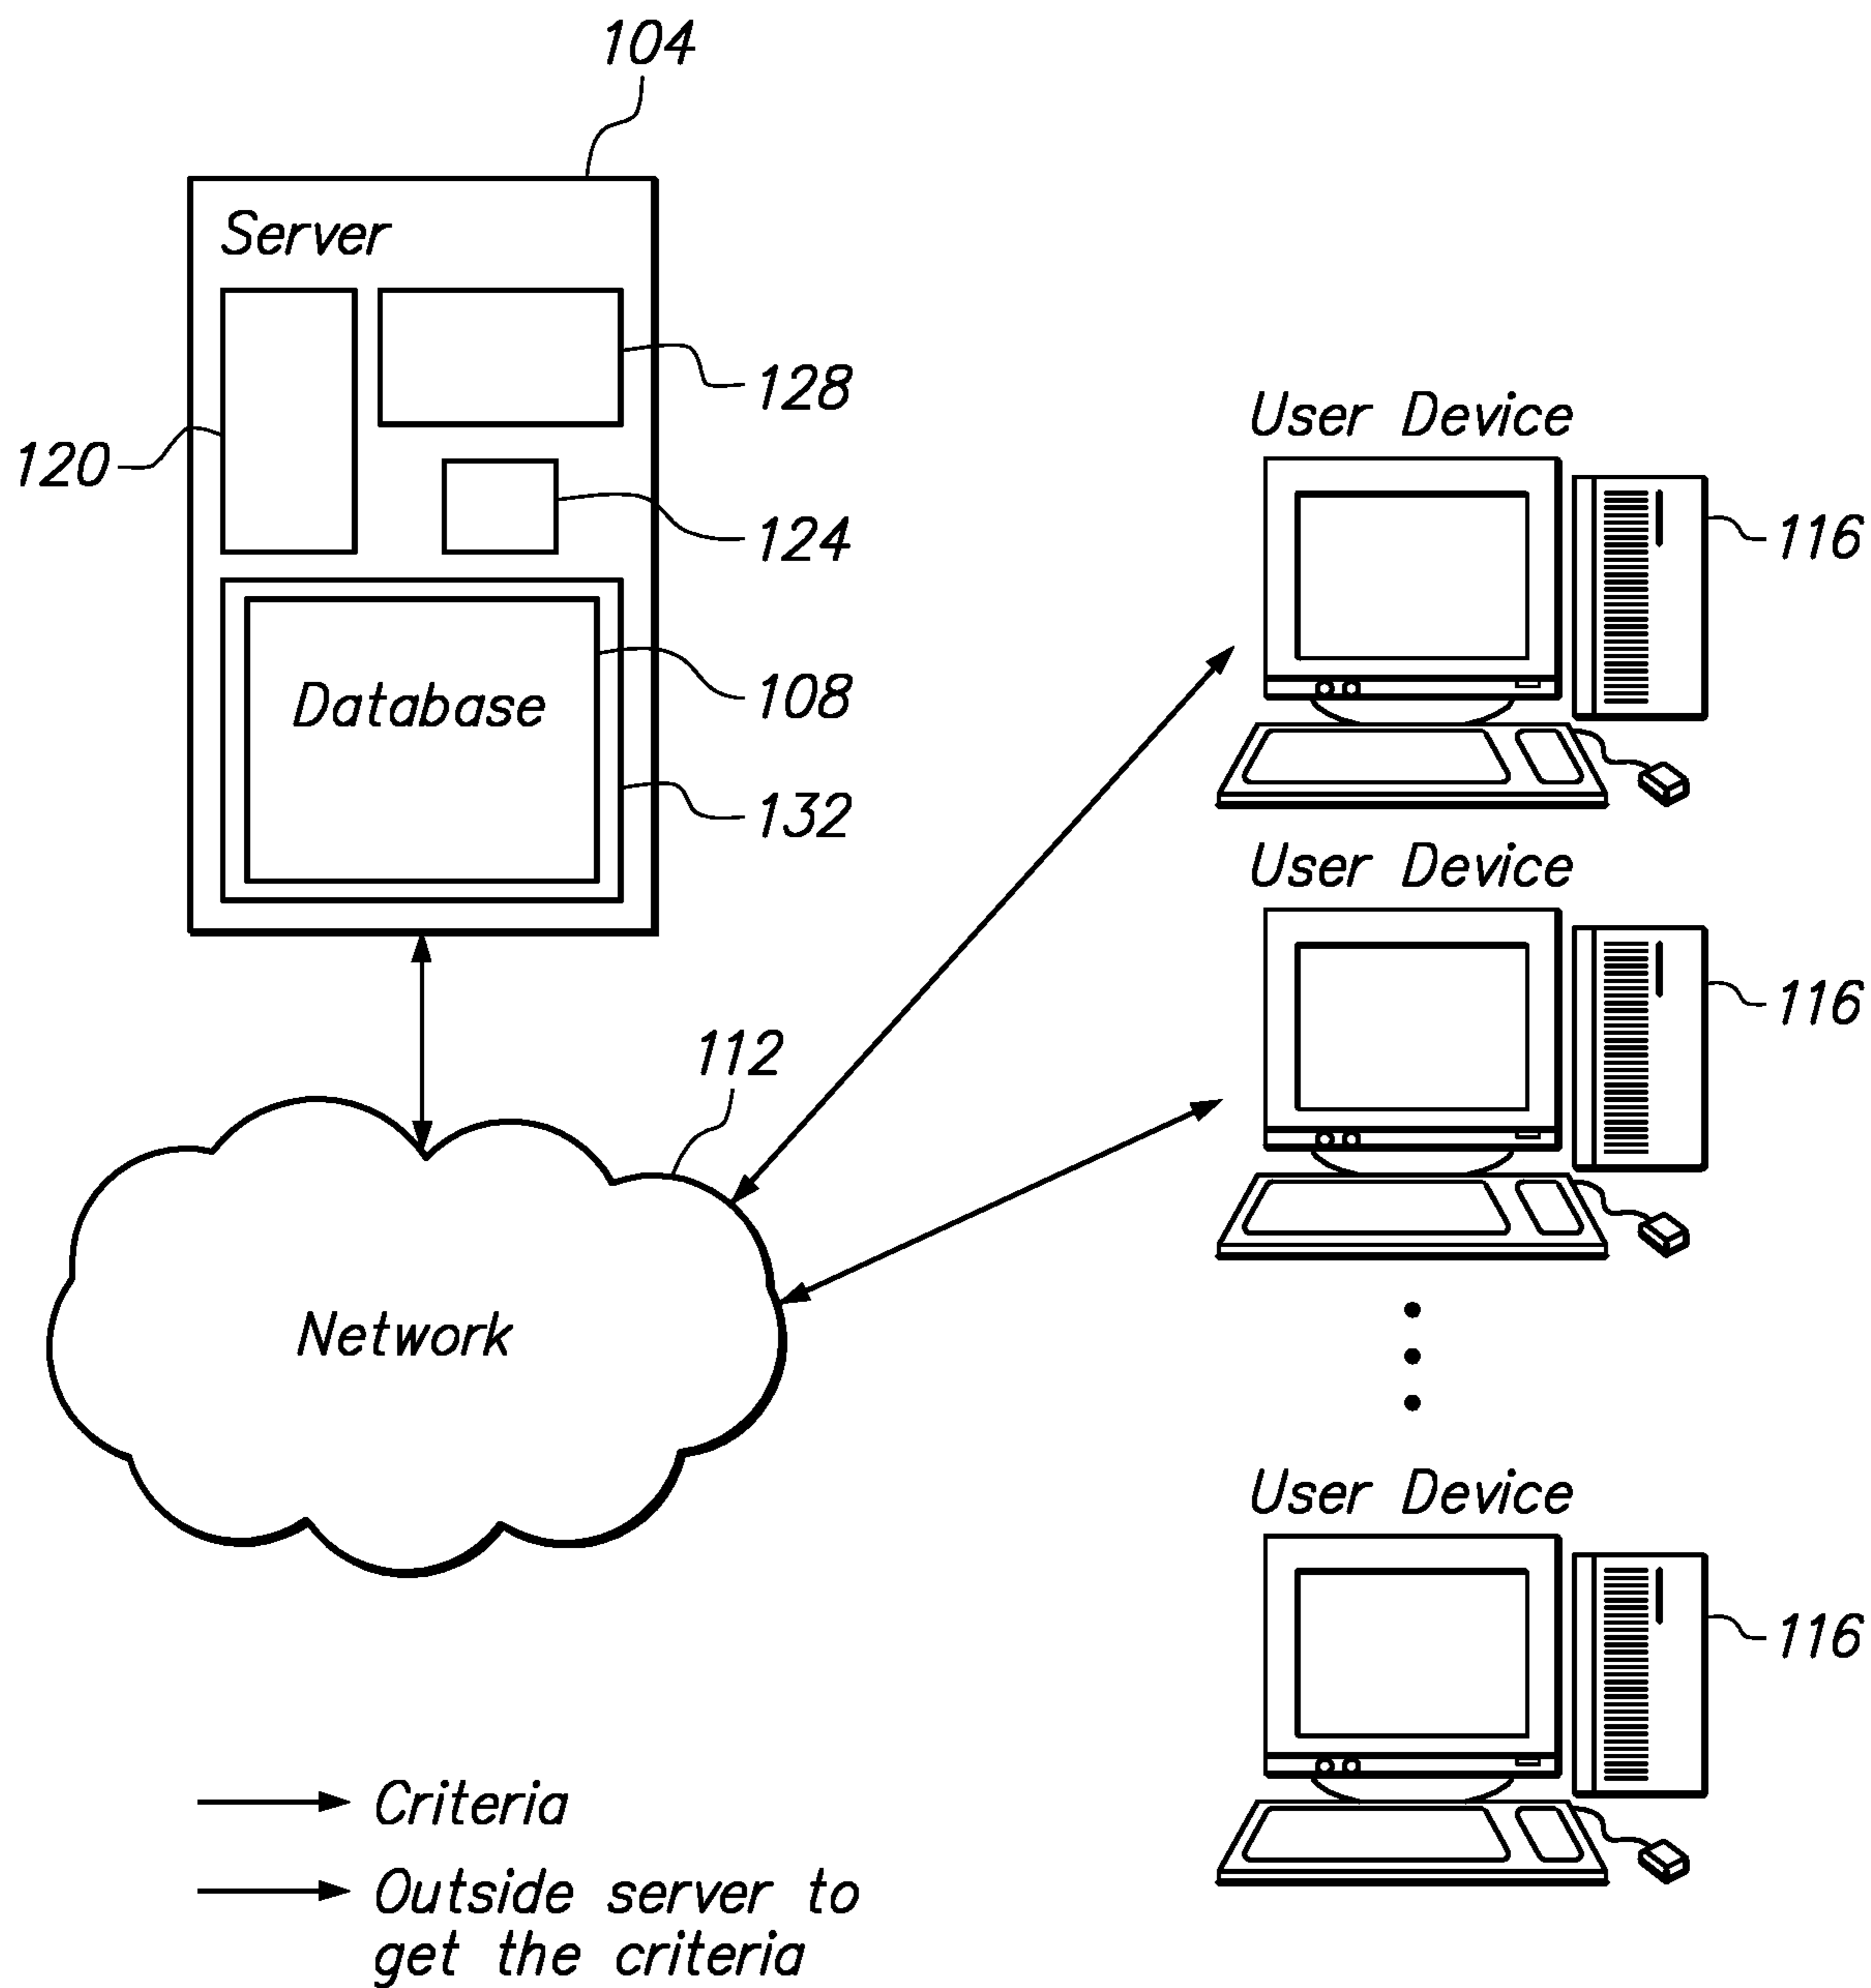 104
Server
128
120
124
Database
108
132
User Device
116
User Device
116
112
Network
User Device
116
Criteria
Outside server to
get the criteria